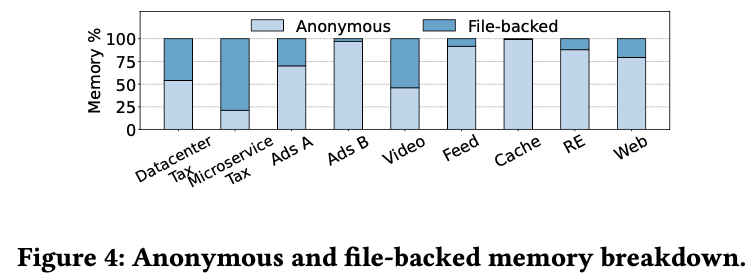 Anonymous File-backed
Memory %
100
75
50
25
0
Datacenter
Tax
Microservice
Tax
Ads A
Ads B
Video
Feed
Cache
RE
Web
Figure 4: Anonymous and file-backed memory breakdown.